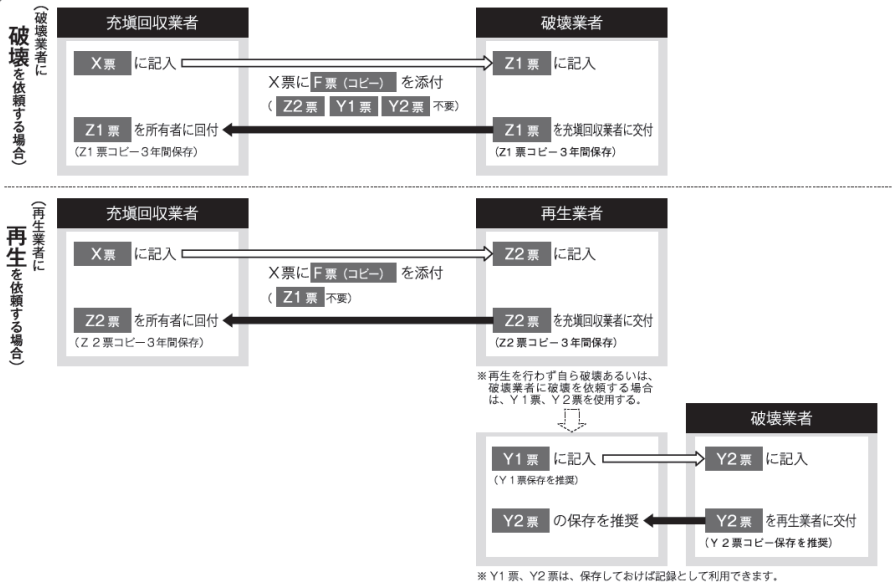 （破壊業者に
破壊を依頼する場合）
充塡回収業者
破壊業者
X票 に記入
Z1票 に記入
X票にF票（コピー） を添付
（ Z2票 Y1票 Y2票 不要）
Z1票 を所有者に回付
（Z1票コピー3年間保存）
Z1票 を充塡回収業者に交付
（Z1票コピー3年間保存）
（再生業者に
再生を依頼する場合）
充塡回収業者
再生業者
X票 に記入
Z2票 に記入
X票にF票（コピー） を添付
（ Z1票 不要）
Z2票 を所有者に回付
（Z2票コピー3年間保存）
Z2票 を充塡回収業者に交付
（Z2票コピー3年間保存）
※再生を行わず自ら破壊あるいは、
破壊業者に破壊を依頼する場合
は、Y1票、Y2票を使用する。
破壊業者
Y1票 に記入
（Y1票保存を推奨）
Y2票 に記入
Y2票 の保存を推奨
Y2票 を再生業者に交付
（Y2票コピー保存を推奨）
※Y1票、Y2票は、保存しておけば記録として利用できます。